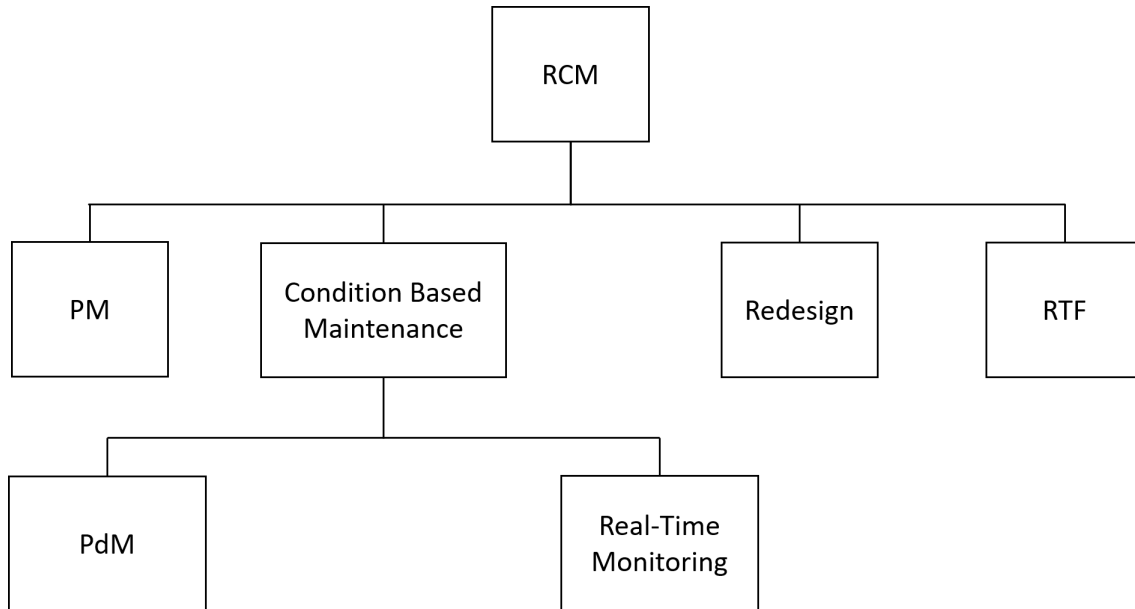 RCM
PM
Condition Based
Maintenance
Redesign
RTF
PdM
Real-Time
Monitoring